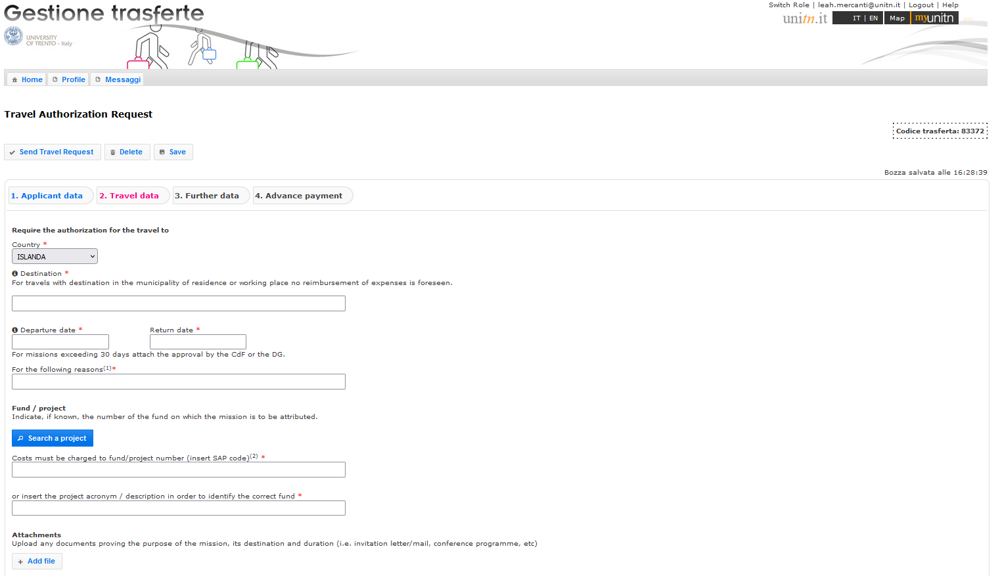 Gestione trasferte
Switch Role | leah.mercanti@unitn.it | Logout | Help
unitn.it IT | EN Map myunitn
UNIVERSITY
OF TRENTO - Italy
Home Profile Messaggi
Travel Authorization Request
Codice trasferta: 83372
Send Travel Request Delete Save
Bozza salvata alle 16:28:39
1. Applicant data 2. Travel data 3. Further data 4. Advance payment
Require the authorization for the travel to
Country *
ISLANDA
Destination *
For travels with destination in the municipality of residence or working place no reimbursement of expenses is foreseen.
Departure date * Return date *
For missions exceeding 30 days attach the approval by the CdF or the DG.
For the following reasons(1)*
Fund / project
Indicate, if known, the number of the fund on which the mission is to be attributed.
Search a project
Costs must be charged to fund/project number (insert SAP code)(2) *
or insert the project acronym / description in order to identify the correct fund *
Attachments
Upload any documents proving the purpose of the mission, its destination and duration (i.e. invitation letter/mail, conference programme, etc)
+ Add file